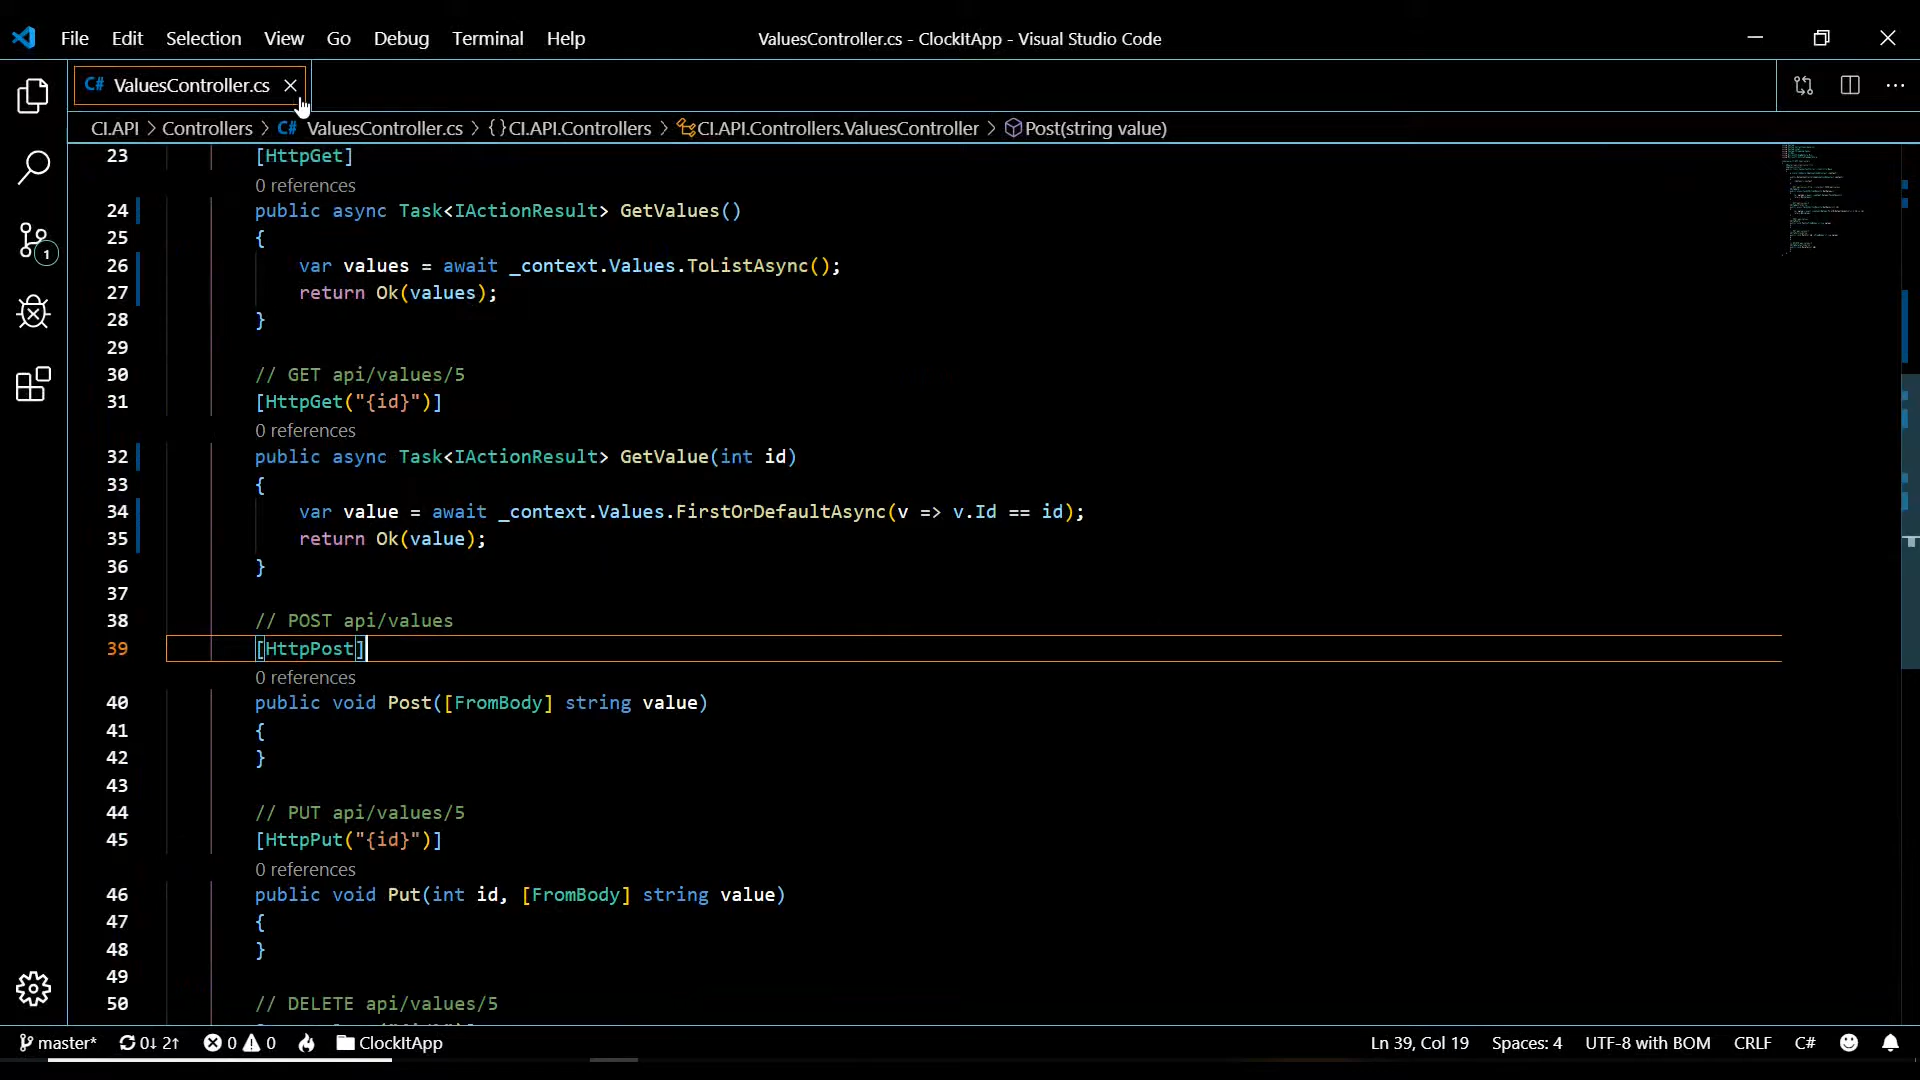 File Edit Selection View Go Debug Terminal Help ValuesController.cs - ClockItApp - Visual Studio Code
C# ValuesController.cs
CI.API > Controllers > C# ValuesController.cs > {} CI.API.Controllers > CI.API.Controllers.ValuesController > Post(string value)
23 [HttpGet]
0 references
24 public async Task<IActionResult> GetValues()
25 {
26 var values = await _context.Values.ToListAsync();
27 return Ok(values);
28 }
29
30 // GET api/values/5
31 [HttpGet("{id}")]
0 references
32 public async Task<IActionResult> GetValue(int id)
33 {
34 var value = await _context.Values.FirstOrDefaultAsync(v => v.Id == id);
35 return Ok(value);
36 }
37
38 // POST api/values
39 [HttpPost]
0 references
40 public void Post([FromBody] string value)
41 {
42 }
43
44 // PUT api/values/5
45 [HttpPut("{id}")]
0 references
46 public void Put(int id, [FromBody] string value)
47 {
48 }
49
50 // DELETE api/values/5
1
master* 0↓ 2↑ 0 0 ClockItApp Ln 39, Col 19 Spaces: 4 UTF-8 with BOM CRLF C#